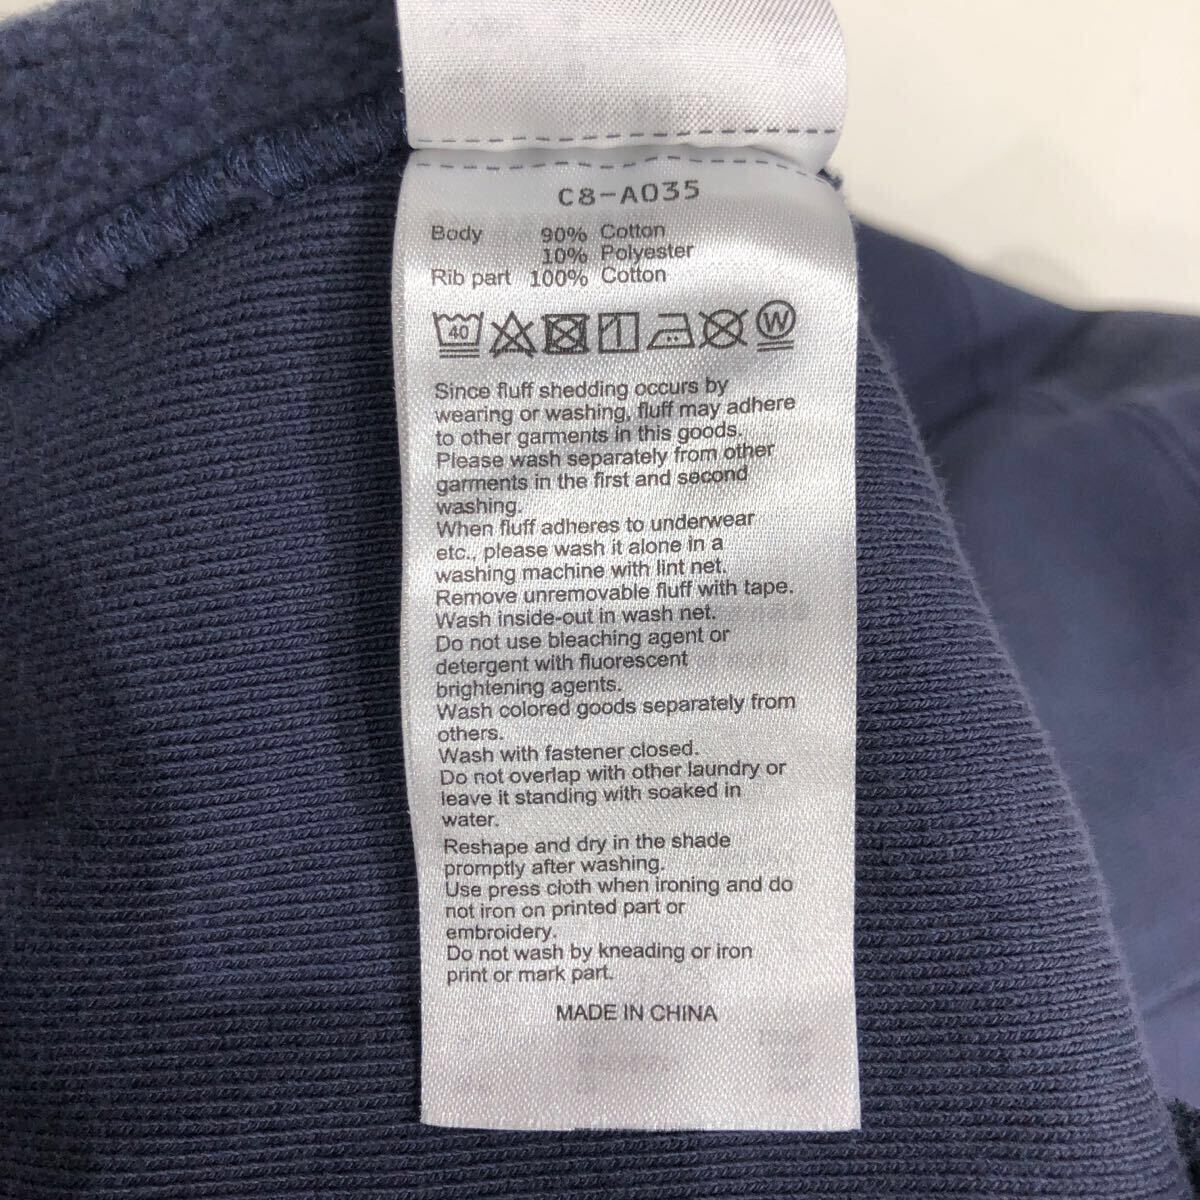 C8-A035
Body 90% Cotton
10% Polyester
Rib part 100% Cotton
40 W
Since fluff shedding occurs by
wearing or washing, fluff may adhere
to other garments in this goods.
Please wash separately from other
garments in the first and second
washing.
When fluff adheres to underwear
etc., please wash it alone in a
washing machine with lint net.
Remove unremovable fluff with tape.
Wash inside-out in wash net.
Do not use bleaching agent or
detergent with fluorescent
brightening agents.
Wash colored goods separately from
others.
Wash with fastener closed.
Do not overlap with other laundry or
leave it standing with soaked in
water.
Reshape and dry in the shade
promptly after washing.
Use press cloth when ironing and do
not iron on printed part or
embroidery.
Do not wash by kneading or iron
print or mark part.
MADE IN CHINA